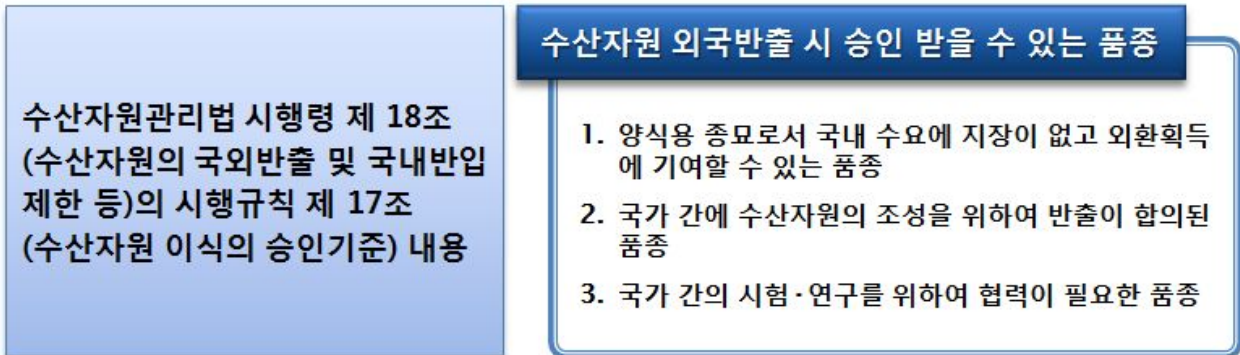 수산자원관리법 시행령 제 18조
(수산자원의 국외반출 및 국내반입
제한 등)의 시행규칙 제 17조
(수산자원 이식의 승인기준) 내용
수산자원 외국반출 시 승인 받을 수 있는 품종
1. 양식용 종묘로서 국내 수요에 지장이 없고 외환획득
에 기여할 수 있는 품종
2. 국가 간에 수산자원의 조성을 위하여 반출이 합의된
품종
3. 국가 간의 시험·연구를 위하여 협력이 필요한 품종